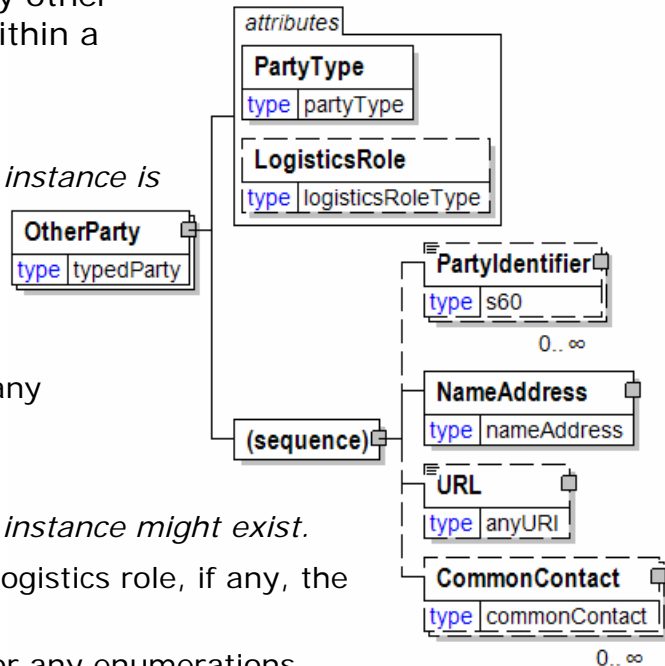 y other
ithin a
instance is
any
instance might exist.
ogistics role, if any, the
or any enumerations
attributes
PartyType
type partyType
LogisticsRole
type logisticsRoleType
OtherParty
type typedParty
PartyIdentifier
type s60
0.. ∞
NameAddress
type nameAddress
(sequence)
URL
type anyURI
CommonContact
type commonContact
0.. ∞